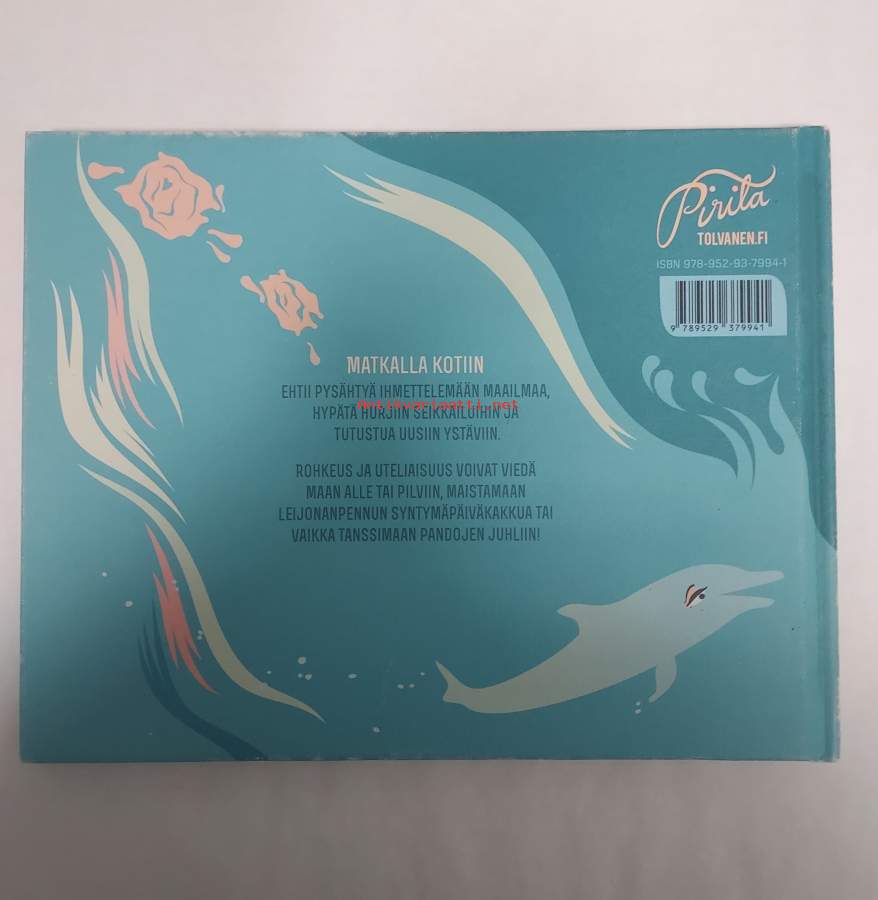 Pirita
TOLVANEN.FI
ISBN 978-952-93-7994-1
9 789529 379941
MATKALLA KOTIIN
EHTII PYSÄHTYÄ IHMETTELEMÄÄN MAAILMAA,
Antikvariaatti.net
HYPÄTÄ HURJIIN SEIKKAILUIHIN JA
TUTUSTUA UUSIIN YSTÄVIIN.
ROHKEUS JA UTELIAISUUS VOIVAT VIEDÄ
MAAN ALLE TAI PILVIIN, MAISTAMAAN
LEIJONANPENNUN SYNTYMÄPÄIVÄKAKKUA TAI
VAIKKA TANSSIMAAN PANDOJEN JUHLIIN!